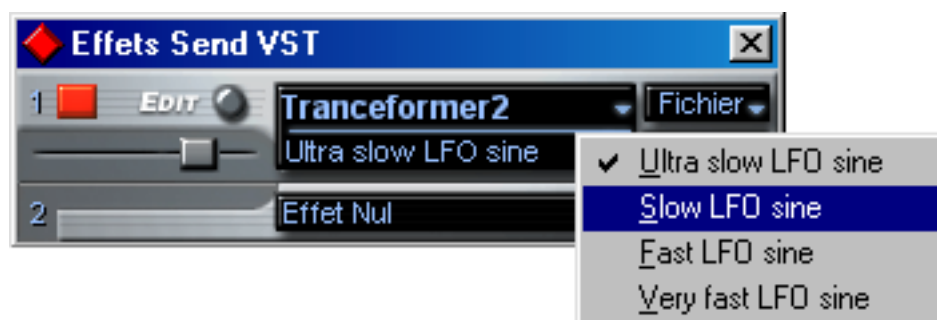 Effets Send VST
1 EDIT Tranceformer2 Fichier
Ultra slow LFO sine
2 Effet Nul
Ultra slow LFO sine
Slow LFO sine
Fast LFO sine
Very fast LFO sine